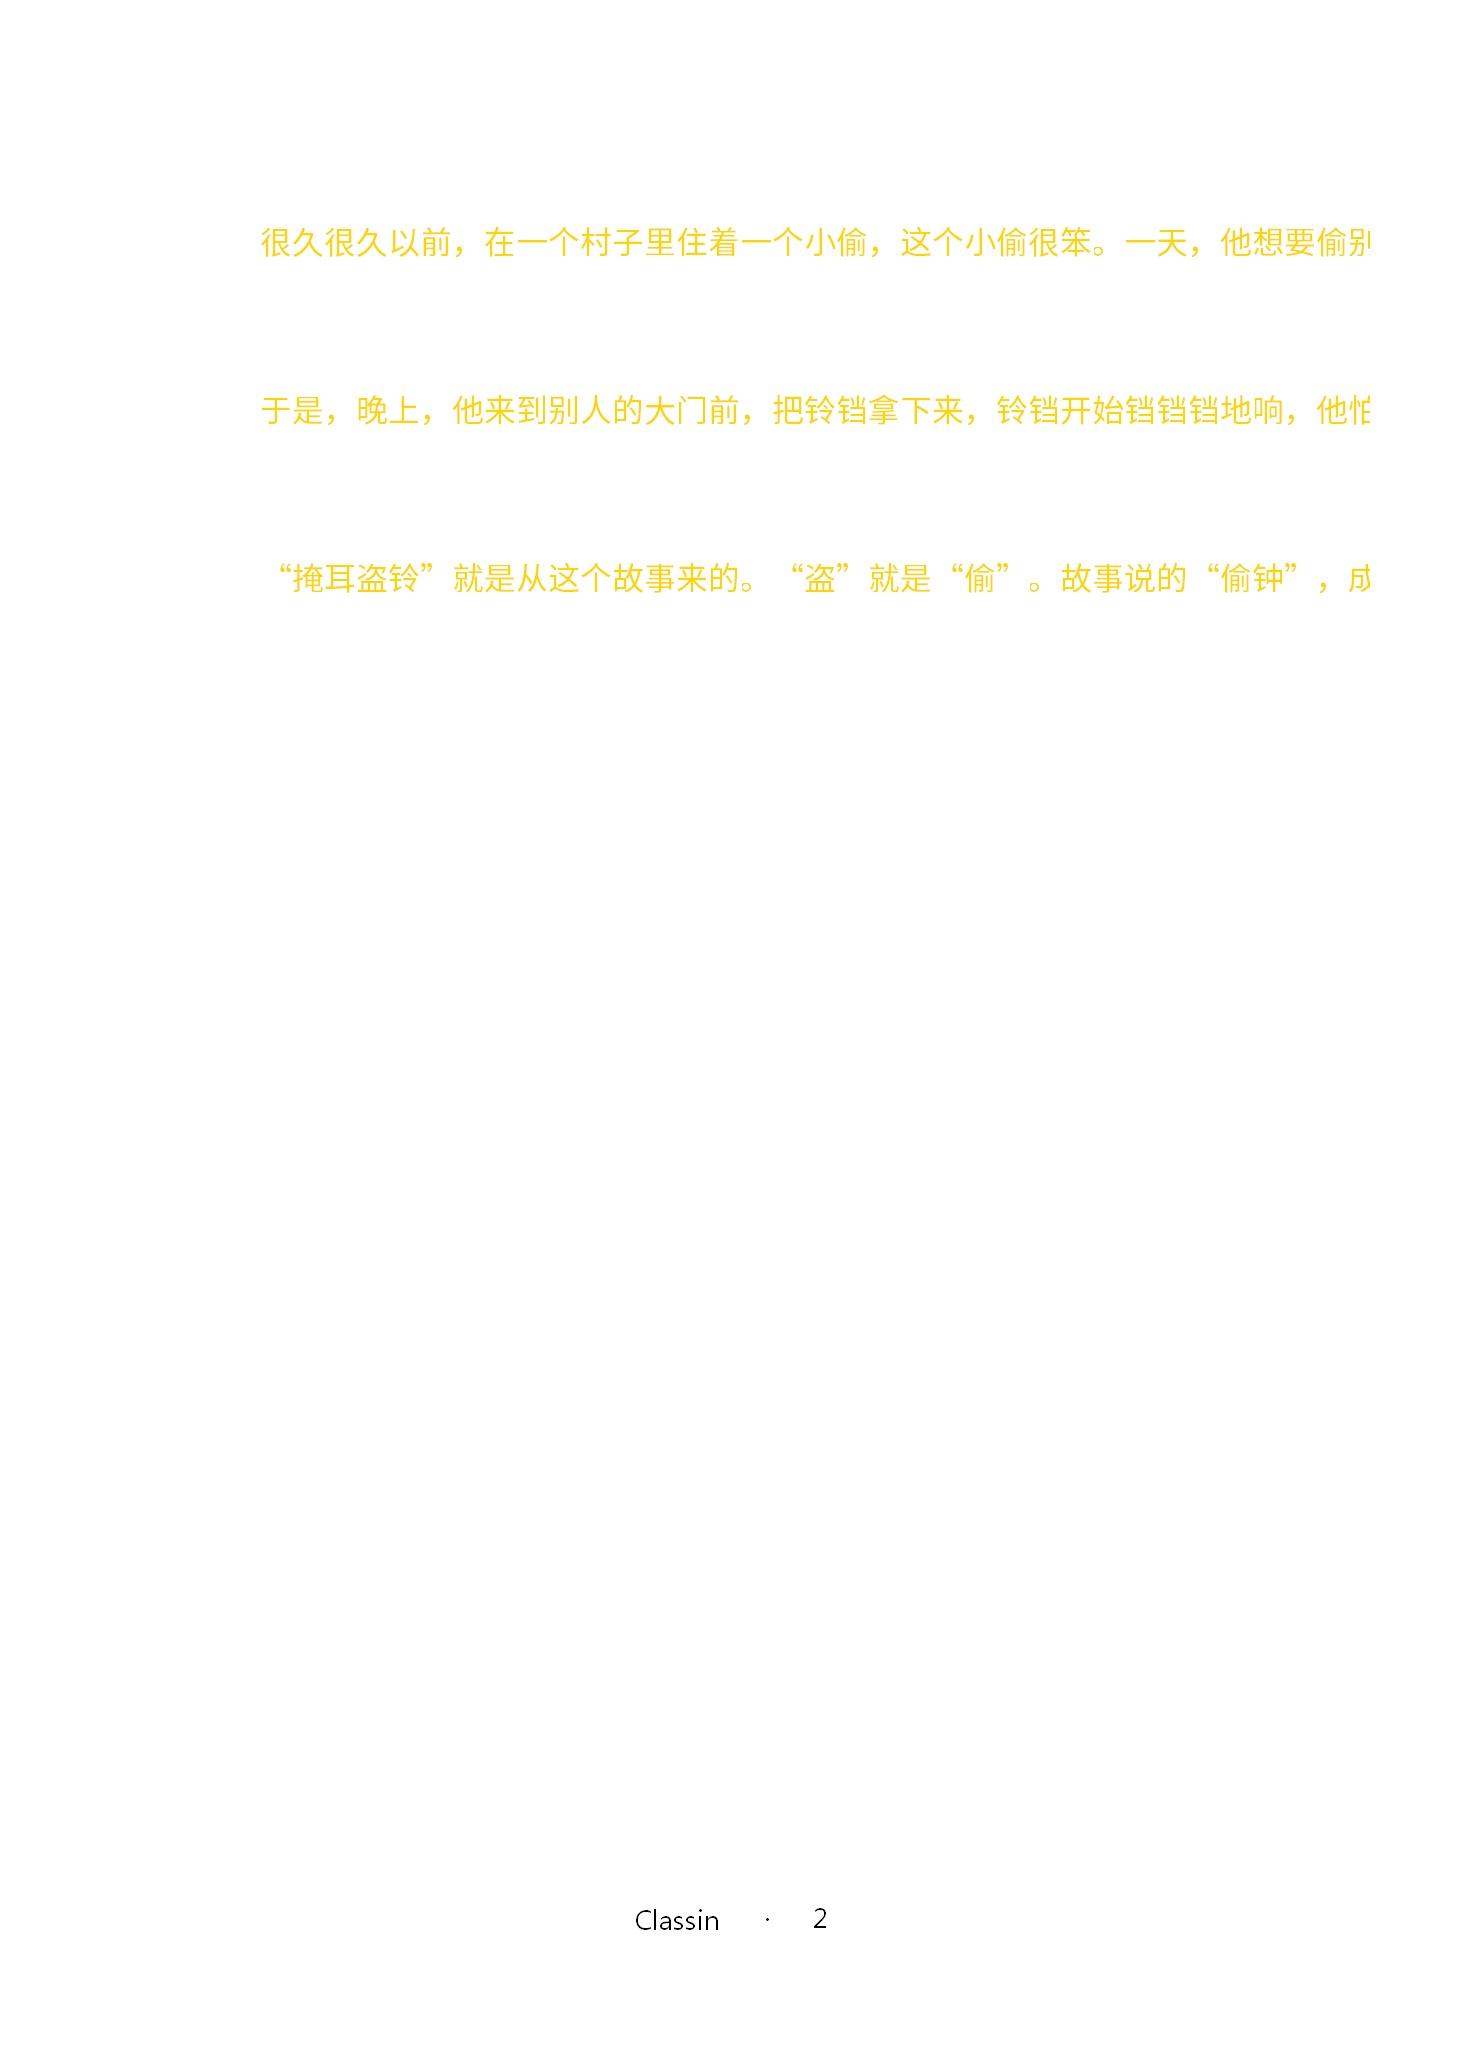 很久很久以前，在一个村子里住着一个小偷，这个小偷很笨。一天，他想要偷
于是，晚上，他来到别人的大门前，把铃铛拿下来，铃铛开始铛铛铛地响，他怕
“掩耳盗铃”就是从这个故事来的。“盗”就是“偷”。故事说的“偷钟”，成
Classin · 2